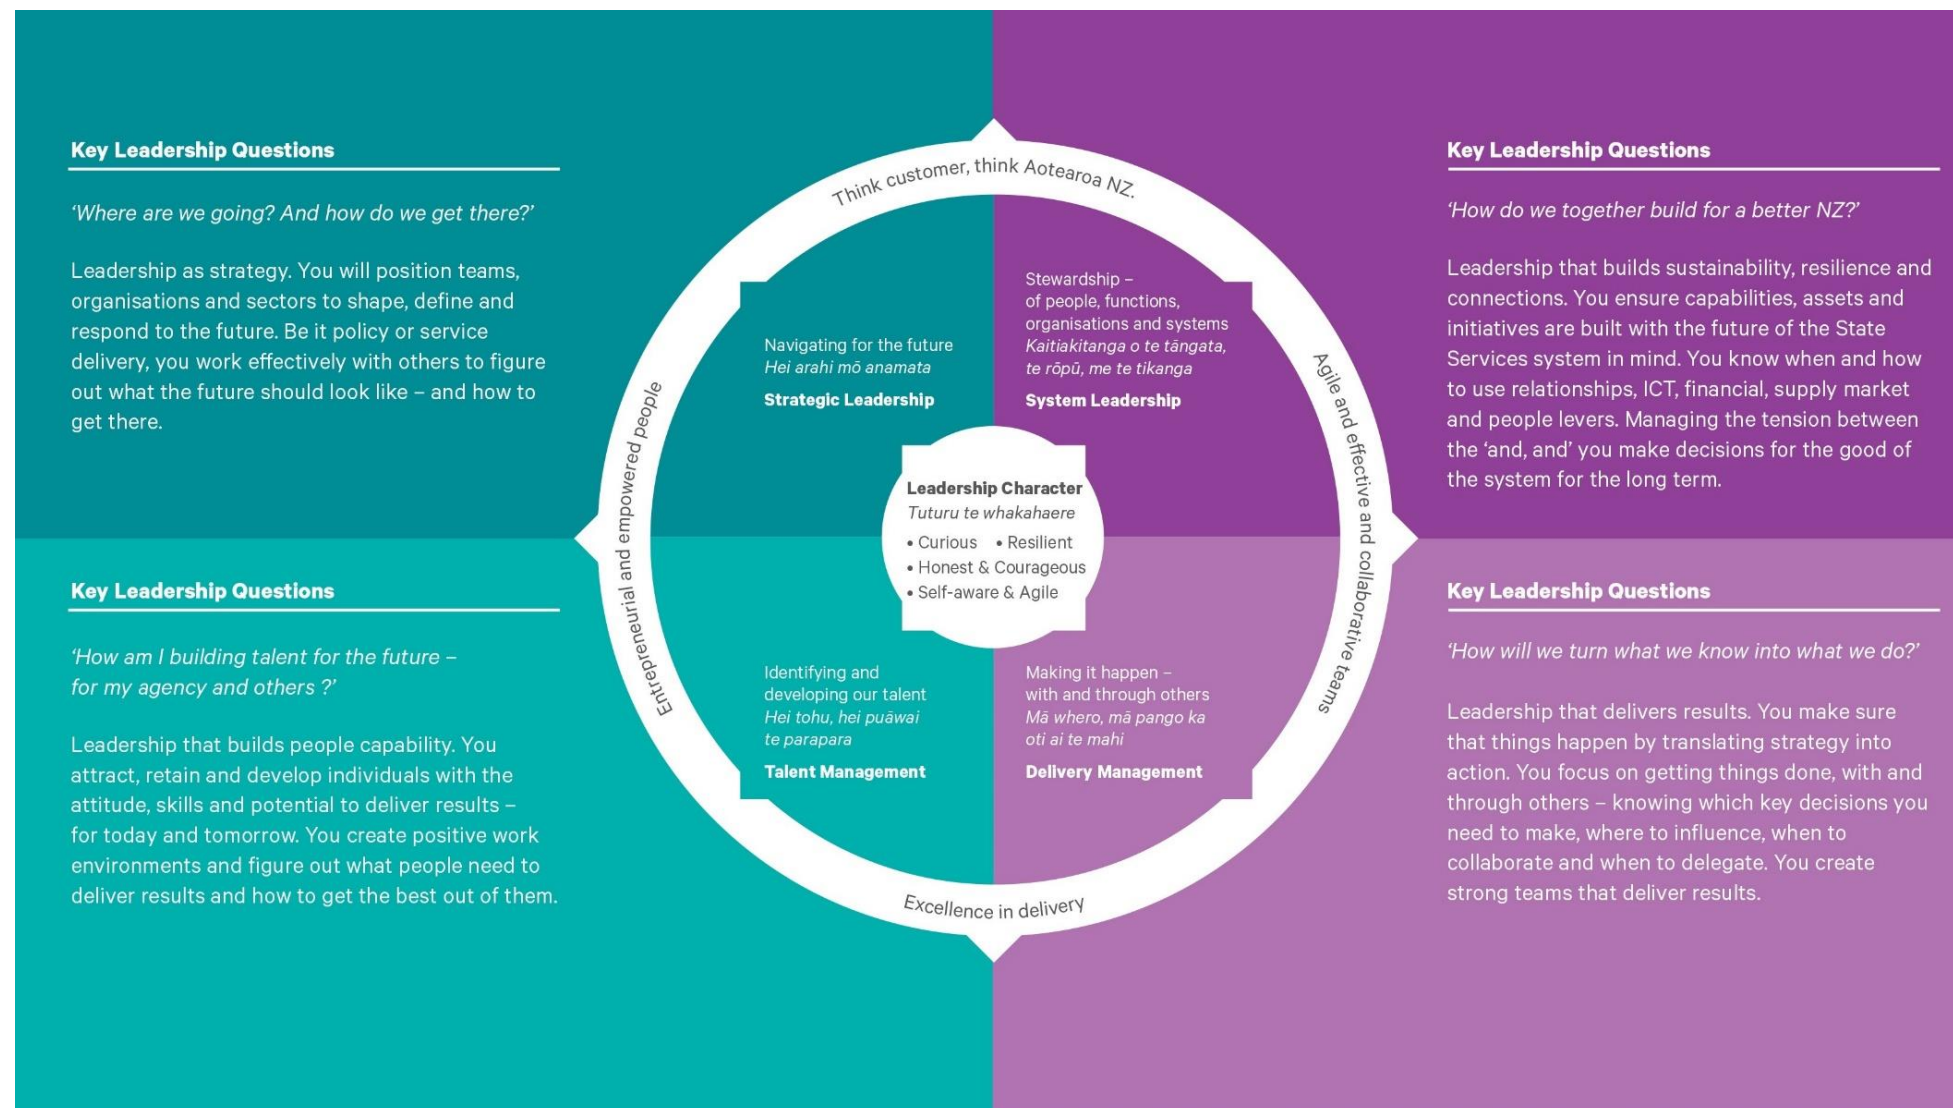 Key Leadership Questions
‘Where are we going? And how do we get there?’
Leadership as strategy. You will position teams,
organisations and sectors to shape, define and
respond to the future. Be it policy or service
delivery, you work effectively with others to figure
out what the future should look like – and how to
get there.
Key Leadership Questions
‘How do we together build for a better NZ?’
Leadership that builds sustainability, resilience and
connections. You ensure capabilities, assets and
initiatives are built with the future of the State
Services system in mind. You know when and how
to use relationships, ICT, financial, supply market
and people levers. Managing the tension between
the ‘and, and’ you make decisions for the good of
the system for the long term.
Think customer, think Aotearoa NZ.
Agile and effective and collaborative teams
Excellence in delivery
Entrepreneurial and empowered people
Navigating for the future
Hei arahi mō anamata
Strategic Leadership
Stewardship –
of people, functions,
organisations and systems
Kaitiakitanga o te tāngata,
te rōpū, me te tikanga
System Leadership
Leadership Character
Tuturu te whakahaere
• Curious • Resilient
• Honest & Courageous
• Self-aware & Agile
Identifying and
developing our talent
Hei tohu, hei puāwai
te parapara
Talent Management
Making it happen –
with and through others
Mā whero, mā pango ka
oti ai te mahi
Delivery Management
Key Leadership Questions
‘How am I building talent for the future –
for my agency and others ?’
Leadership that builds people capability. You
attract, retain and develop individuals with the
attitude, skills and potential to deliver results –
for today and tomorrow. You create positive work
environments and figure out what people need to
deliver results and how to get the best out of them.
Key Leadership Questions
‘How will we turn what we know into what we do?’
Leadership that delivers results. You make sure
that things happen by translating strategy into
action. You focus on getting things done, with and
through others – knowing which key decisions you
need to make, where to influence, when to
collaborate and when to delegate. You create
strong teams that deliver results.